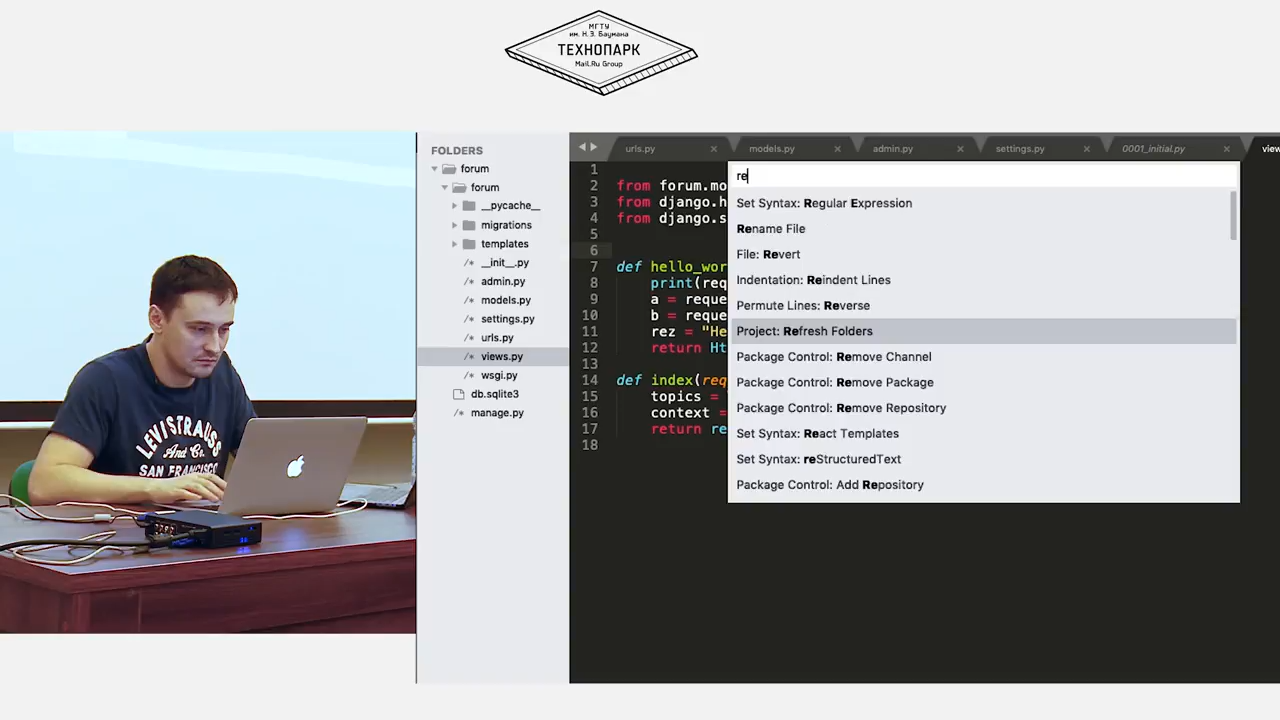 МГТУ
им. Н.Э. Баумана
ТЕХНОПАРК
Mail.Ru Group
LEVI STRAUSS
And Co.
SAN FRANCISCO
FOLDERS
forum
forum
__pycache__
migrations
templates
/* __init__.py
/* admin.py
/* models.py
/* settings.py
/* urls.py
/* views.py
/* wsgi.py
db.sqlite3
/* manage.py
urls.py × models.py × admin.py × settings.py × 0001_initial.py × view
re
Set Syntax: Regular Expression
Rename File
File: Revert
Indentation: Reindent Lines
Permute Lines: Reverse
Project: Refresh Folders
Package Control: Remove Channel
Package Control: Remove Package
Package Control: Remove Repository
Set Syntax: React Templates
Set Syntax: reStructuredText
Package Control: Add Repository
1
2 from forum.mo
3 from django.h
4 from django.s
5
6
7 def hello_wor
8 print(req
9 a = reque
10 b = reque
11 rez = "He
12 return Ht
13
14 def index(req
15 topics =
16 context =
17 return re
18